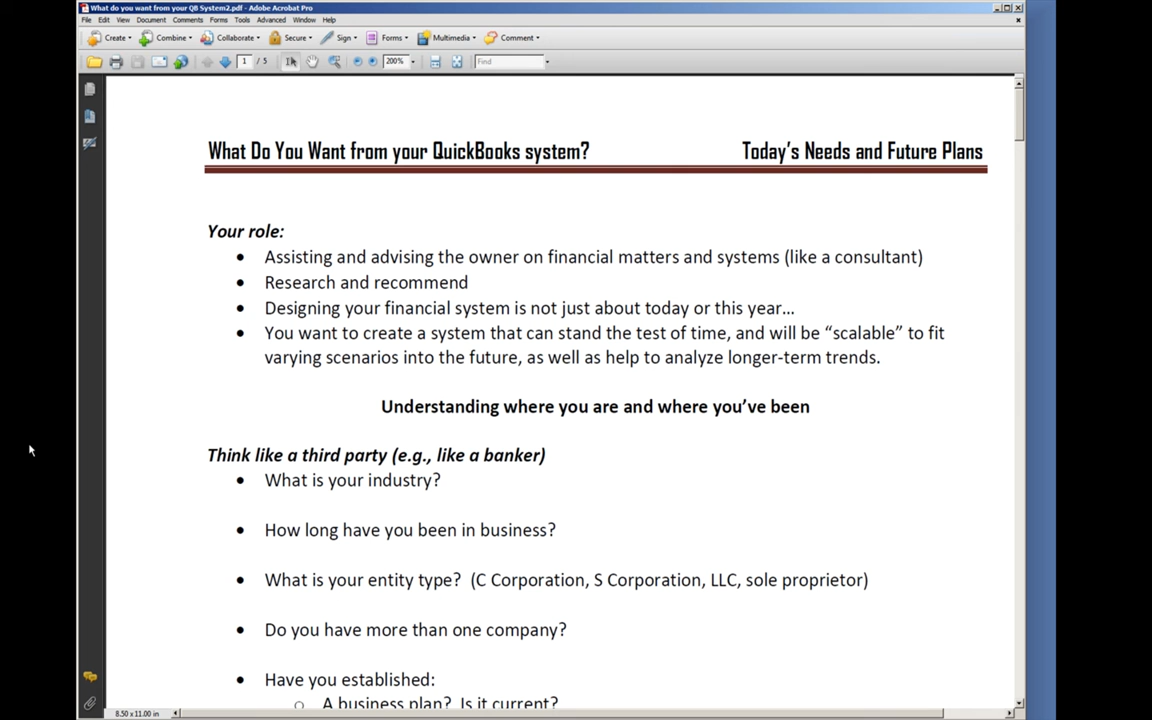 What do you want from your QB System2.pdf - Adobe Acrobat Pro
File Edit View Document Comments Forms Tools Advanced Window Help
Create Combine Collaborate Secure Sign Forms Multimedia Comment
1 / 5 200% Find
What Do You Want from your QuickBooks system? Today's Needs and Future Plans
Your role:
• Assisting and advising the owner on financial matters and systems (like a consultant)
• Research and recommend
• Designing your financial system is not just about today or this year…
• You want to create a system that can stand the test of time, and will be “scalable” to fit
varying scenarios into the future, as well as help to analyze longer-term trends.
Understanding where you are and where you’ve been
Think like a third party (e.g., like a banker)
• What is your industry?
• How long have you been in business?
• What is your entity type? (C Corporation, S Corporation, LLC, sole proprietor)
• Do you have more than one company?
• Have you established:
o A business plan? Is it current?
8.50 x 11.00 in